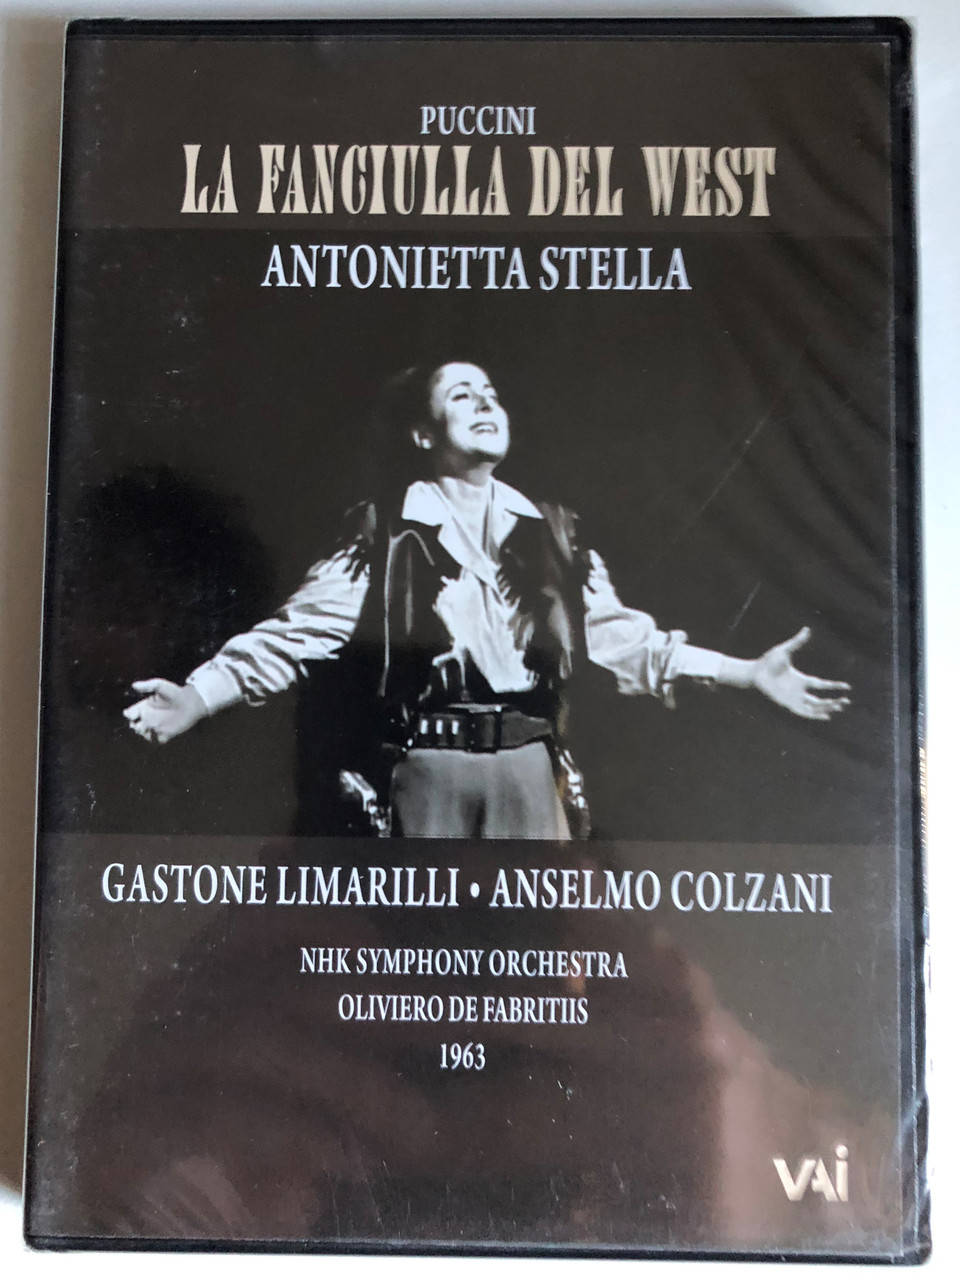 PUCCINI
LA FANCIULLA DEL WEST
ANTONIETTA STELLA
GASTONE LIMARILLI • ANSELMO COLZANI
NHK SYMPHONY ORCHESTRA
OLIVIERO DE FABRITIIS
1963
VAi